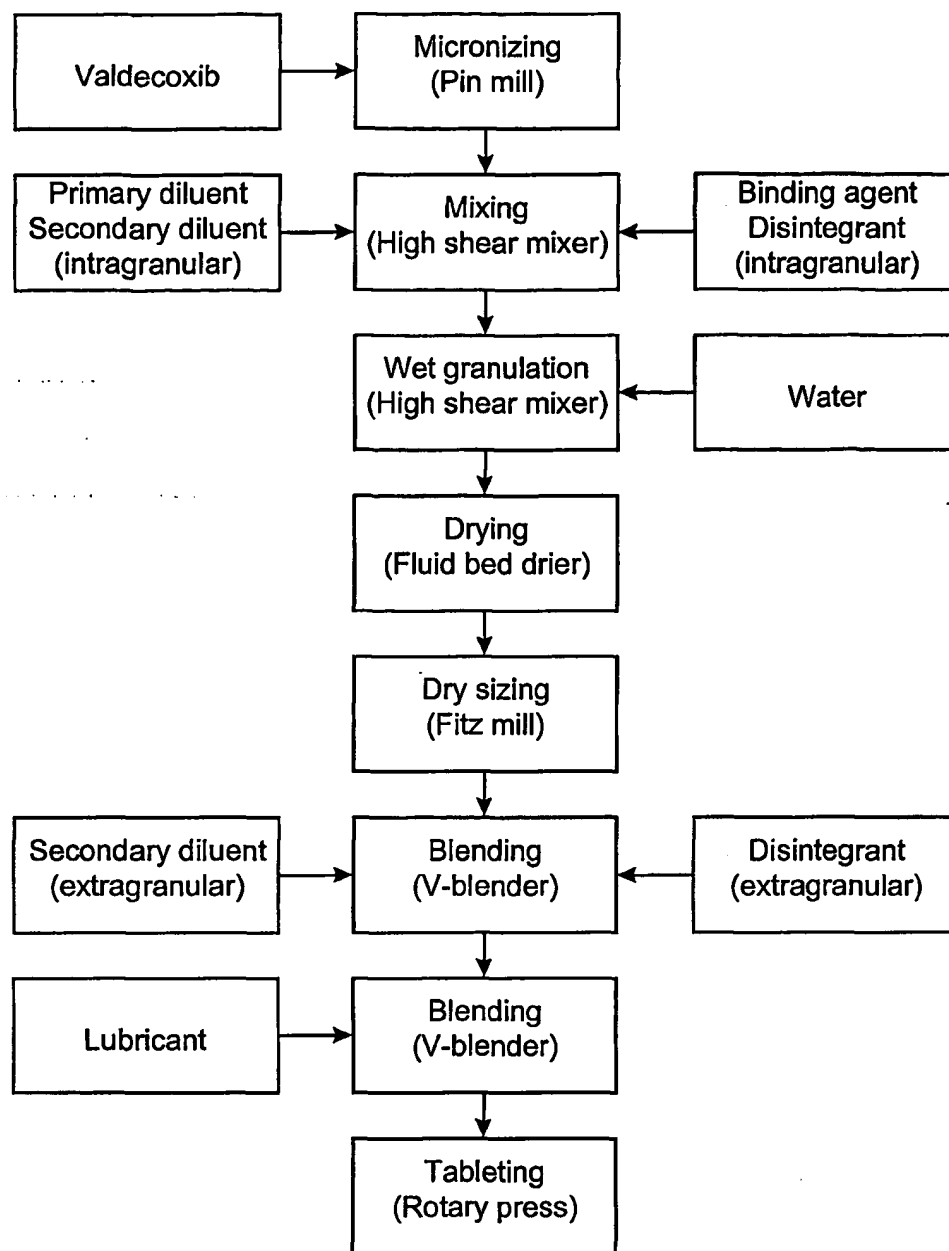 Valdecoxib
Micronizing
(Pin mill)
Primary diluent
Secondary diluent
(intragranular)
Mixing
(High shear mixer)
Binding agent
Disintegrant
(intragranular)
Wet granulation
(High shear mixer)
Water
Drying
(Fluid bed drier)
Dry sizing
(Fitz mill)
Secondary diluent
(extragranular)
Blending
(V-blender)
Disintegrant
(extragranular)
Lubricant
Blending
(V-blender)
Tableting
(Rotary press)